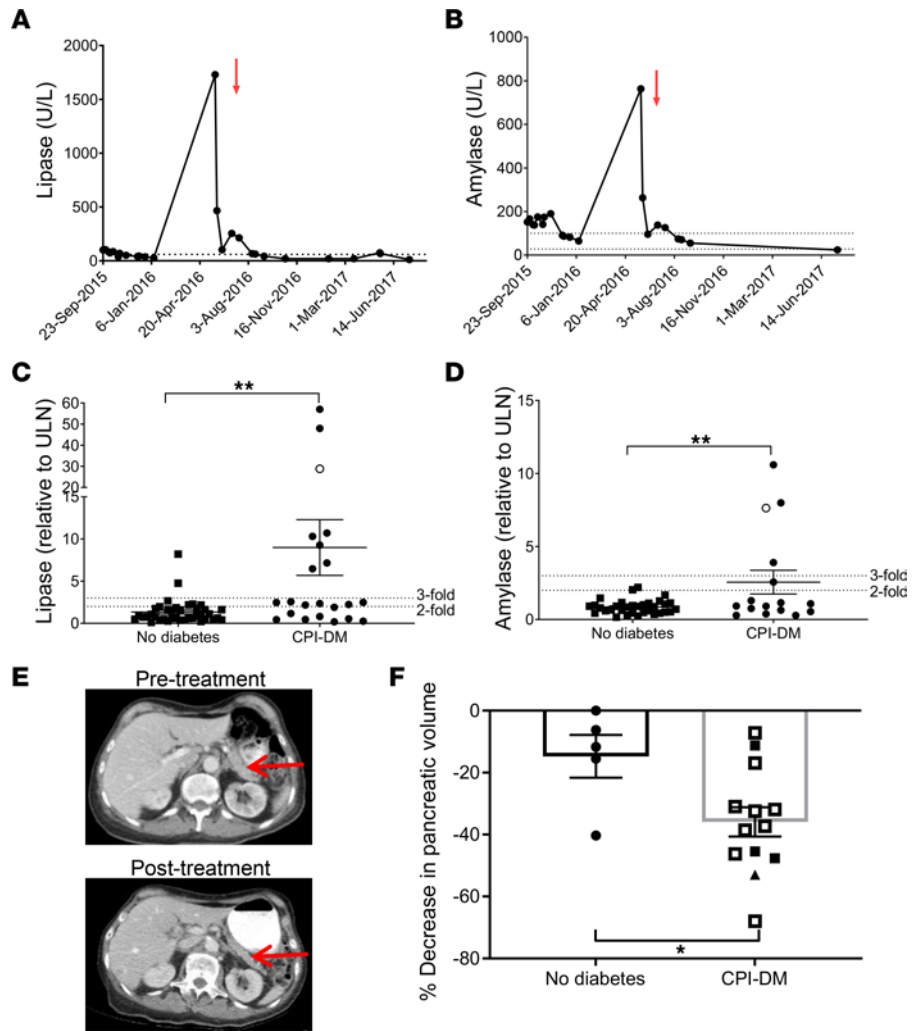 A
Lipase (U/L)
2000
1500
1000
500
0
23-Sep-2015
6-Jan-2016
20-Apr-2016
3-Aug-2016
16-Nov-2016
1-Mar-2017
14-Jun-2017
B
Amylase (U/L)
1000
800
600
400
200
0
23-Sep-2015
6-Jan-2016
20-Apr-2016
3-Aug-2016
16-Nov-2016
1-Mar-2017
14-Jun-2017
C
Lipase (relative to ULN)
**
60
50
40
30
20
15
10
5
0
3-fold
2-fold
No diabetes
CPI-DM
D
Amylase (relative to ULN)
**
15
10
5
0
3-fold
2-fold
No diabetes
CPI-DM
E
Pre-treatment
Post-treatment
F
% Decrease in pancreatic volume
0
-20
-40
-60
-80
*
No diabetes
CPI-DM